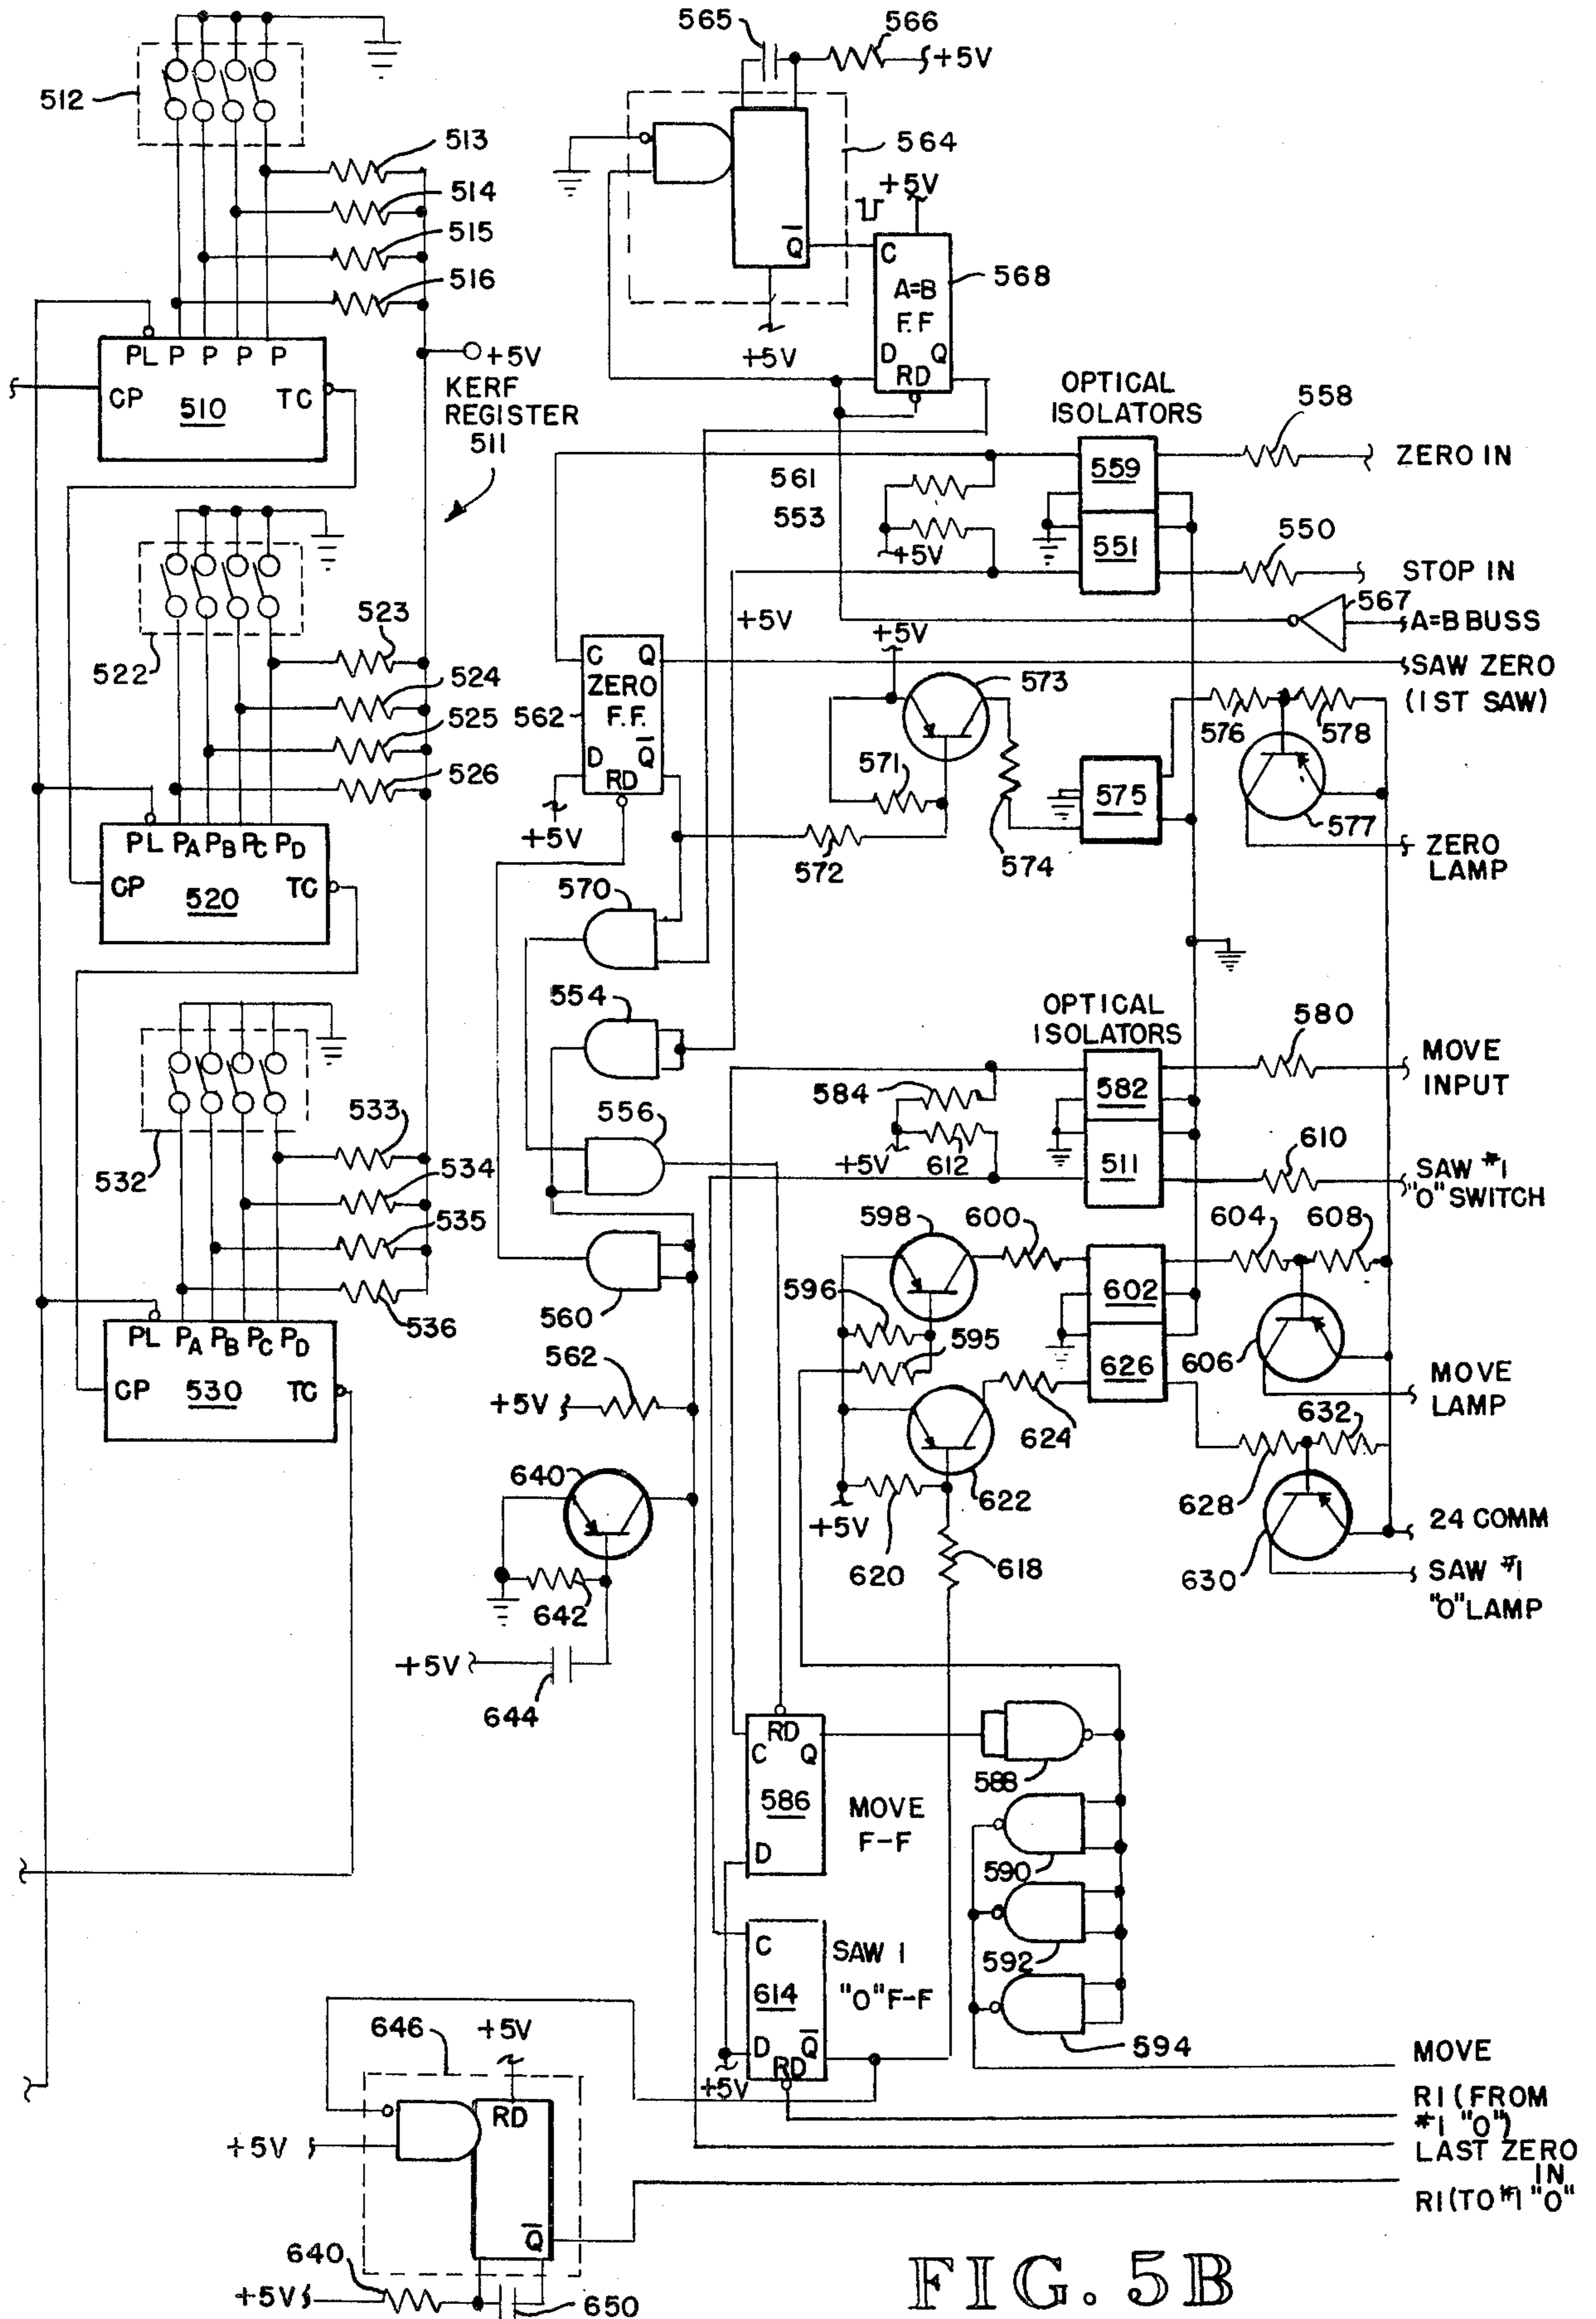 565
566
+5V
512
564
513
+5V
514
Q
C
568
515
A=B
F.F
516
D Q
RD
+5V
PL P P P P
+5V
CP 510 TC
KERF
REGISTER
511
OPTICAL
ISOLATORS
558
559
ZERO IN
561
553
+5V
551
550
STOP IN
+5V
567
A=B BUSS
522
523
+5V
C Q
ZERO
F.F.
562
D Q
RD
+5V
573
SAW ZERO
(1ST SAW)
524
525
526
576
578
571
575
577
572
574
ZERO
LAMP
PL PA PB PC PD
CP 520 TC
570
554
OPTICAL
ISOLATORS
580
582
MOVE
INPUT
584
556
532
533
+5V
612
511
610
SAW #1
"O" SWITCH
534
535
536
598
600
604
608
596
602
560
595
606
626
PL PA PB PC PD
CP 530 TC
562
+5V
MOVE
LAMP
624
632
640
622
628
+5V
620
618
630
24 COMM
SAW #1
"O" LAMP
642
+5V
644
RD
C Q
586
D
MOVE
F-F
588
590
592
C
614
D Q
RD
SAW 1
"O" F-F
594
+5V
646
+5V
RD
+5V
Q
MOVE
RI (FROM
#1 "O")
LAST ZERO
IN
RI (TO #1 "O"
640
+5V
650
FIG. 5B